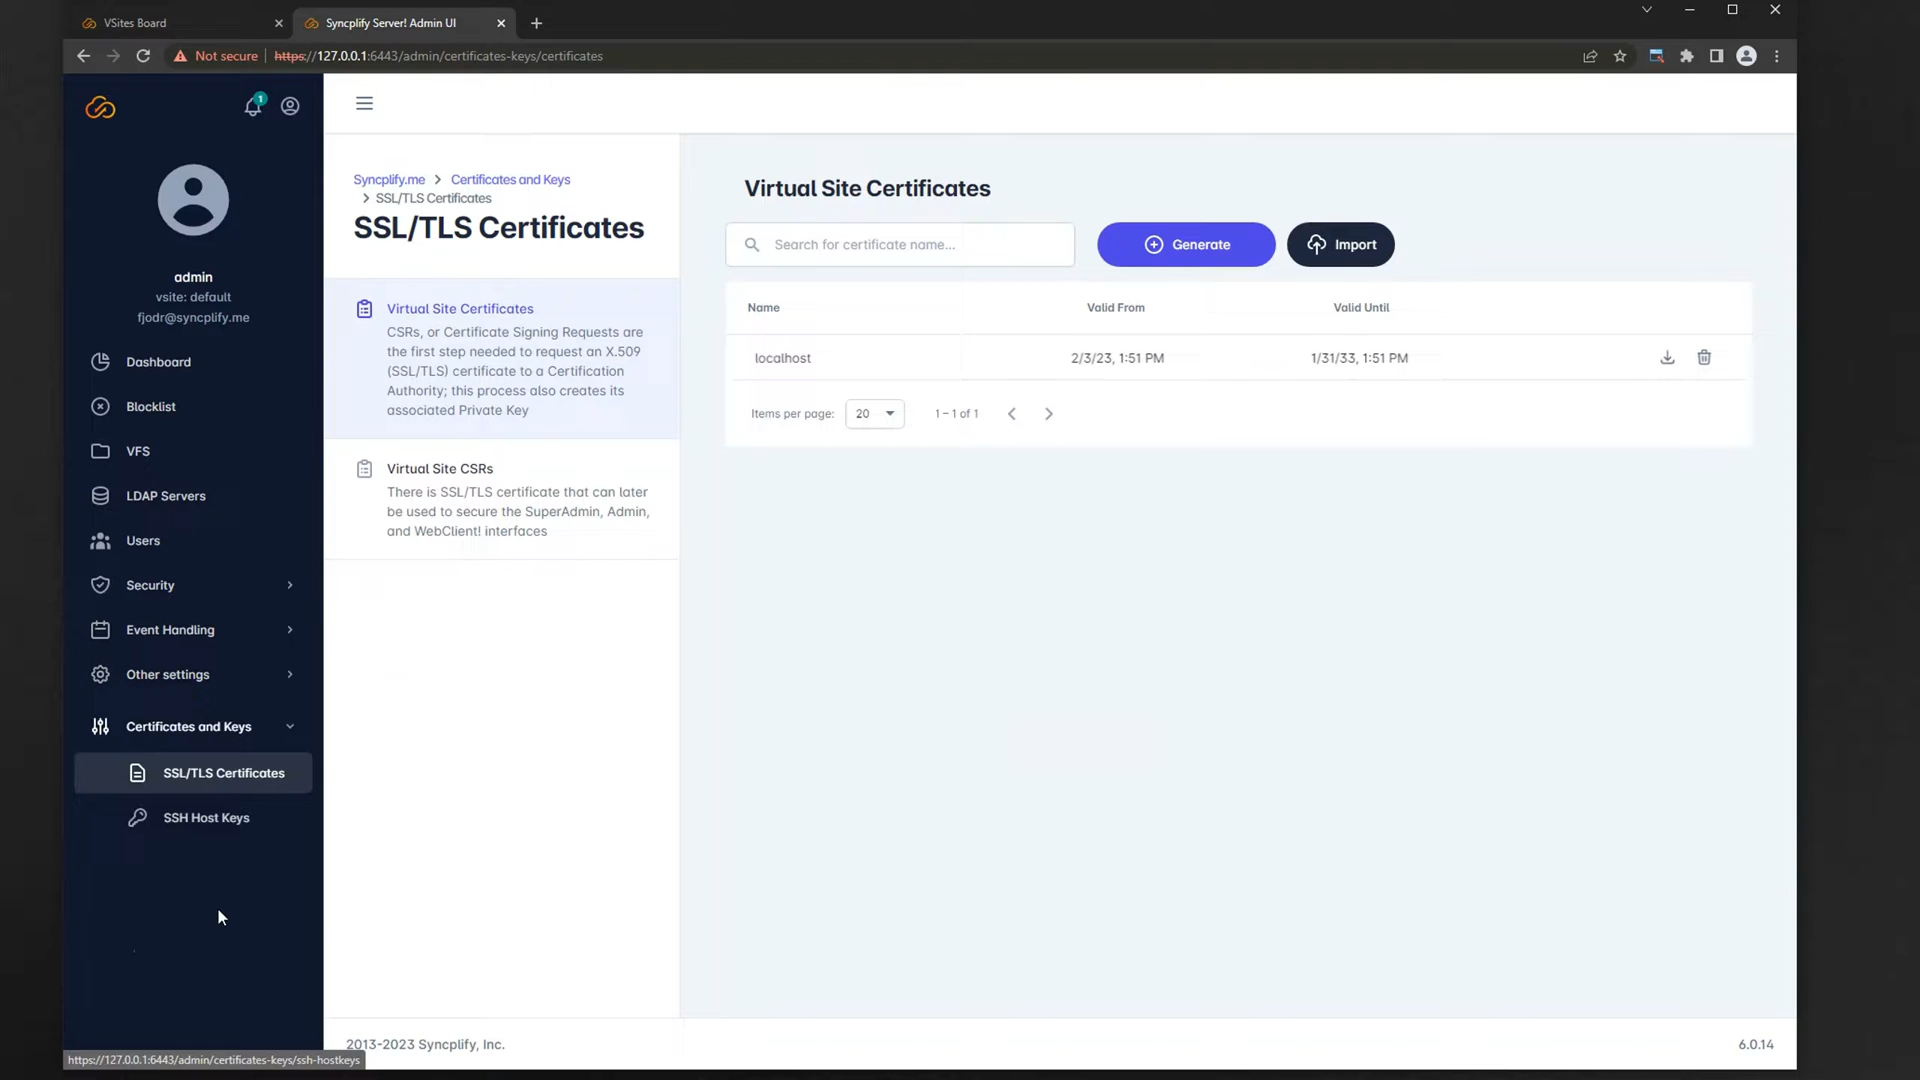 VSites Board
Syncplify Server! Admin UI
Not secure
https://127.0.0.1:6443/admin/certificates-keys/certificates
1
admin
vsite: default
fjodr@syncplify.me
Dashboard
Blocklist
VFS
LDAP Servers
Users
Security
Event Handling
Other settings
Certificates and Keys
SSL/TLS Certificates
SSH Host Keys
Syncplify.me > Certificates and Keys
> SSL/TLS Certificates
SSL/TLS Certificates
Virtual Site Certificates
CSRs, or Certificate Signing Requests are
the first step needed to request an X.509
(SSL/TLS) certificate to a Certification
Authority; this process also creates its
associated Private Key
Virtual Site CSRs
There is SSL/TLS certificate that can later
be used to secure the SuperAdmin, Admin,
and WebClient! interfaces
Virtual Site Certificates
Search for certificate name...
Generate
Import
Name Valid From Valid Until
localhost 2/3/23, 1:51 PM 1/31/33, 1:51 PM
Items per page: 20 1 – 1 of 1
2013-2023 Syncplify, Inc.
6.0.14
https://127.0.0.1:6443/admin/certificates-keys/ssh-hostkeys